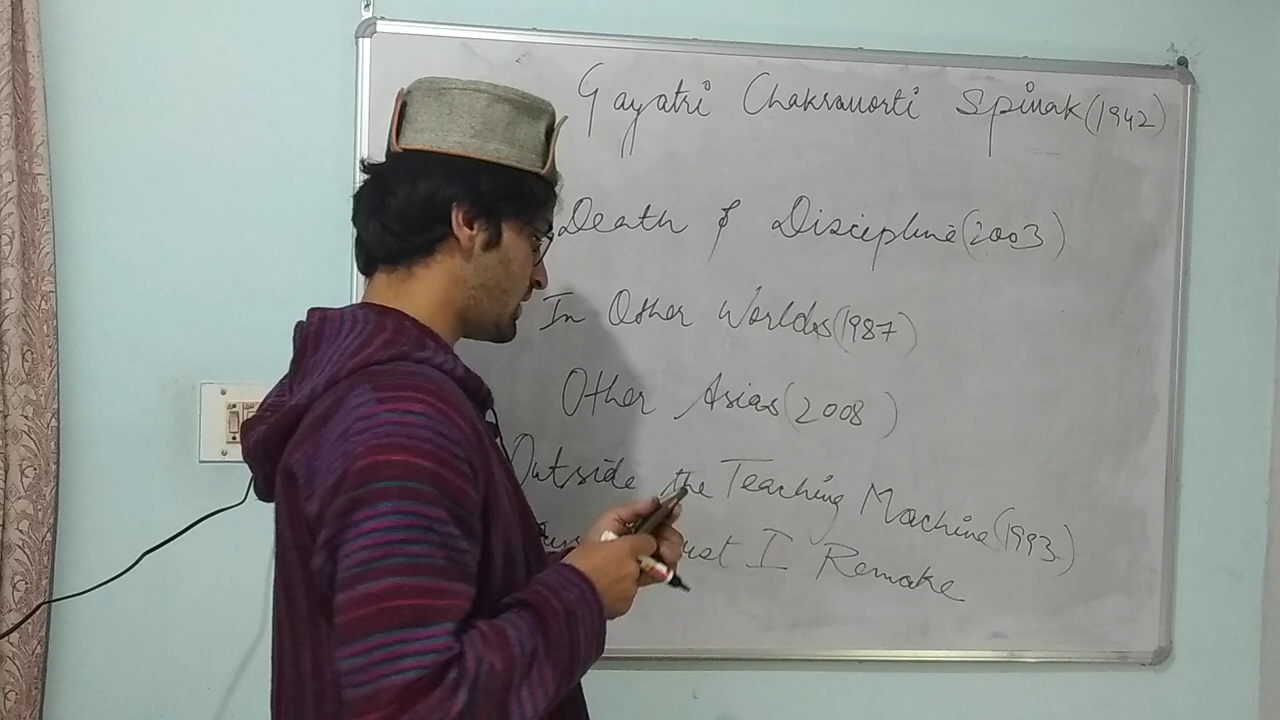 Gayatri Chakravorti Spivak (1942)
Death of Discipline (2003)
In Other Worlds (1987)
Other Asias (2008)
Outside the Teaching Machine (1993)
I Remake